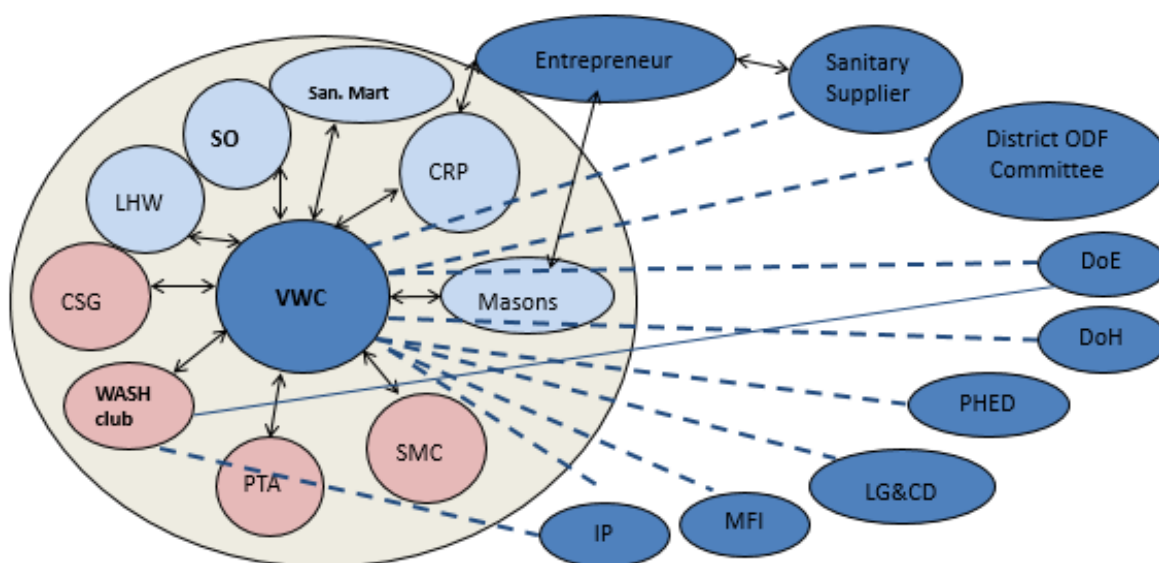 Entrepreneur
Sanitary
Supplier
San. Mart
SO
CRP
District ODF
Committee
LHW
DoE
CSG
VWC
Masons
DoH
WASH
club
PHED
SMC
PTA
LG&CD
MFI
IP